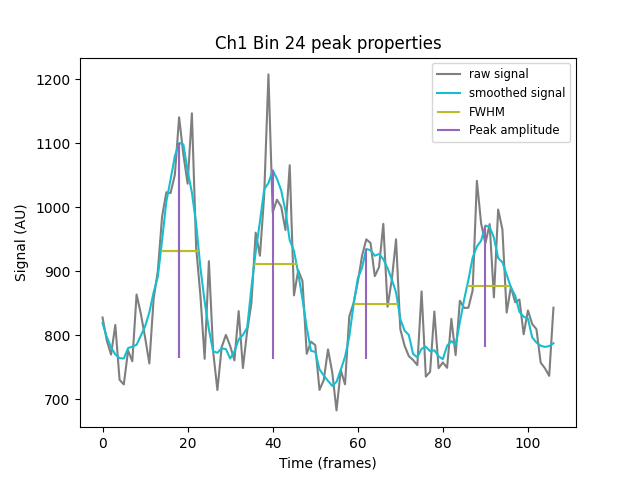 Ch1 Bin 24 peak properties
raw signal
smoothed signal
FWHM
Peak amplitude
Signal (AU)
1200
1100
1000
900
800
700
0 20 40 60 80 100
Time (frames)